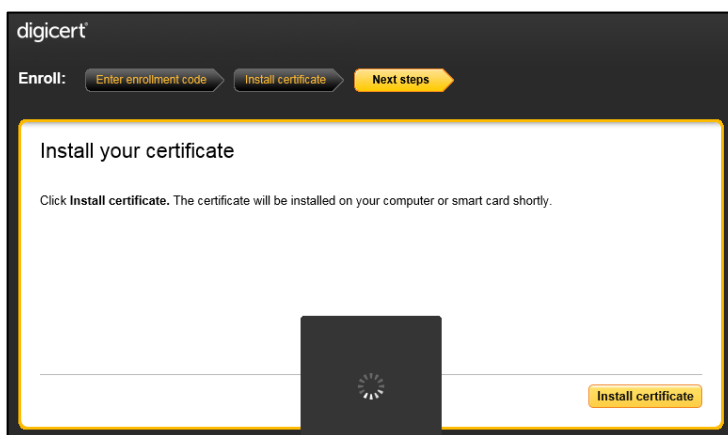 digicert®
Enroll: Enter enrollment code Install certificate Next steps
Install your certificate
Click Install certificate. The certificate will be installed on your computer or smart card shortly.
Install certificate